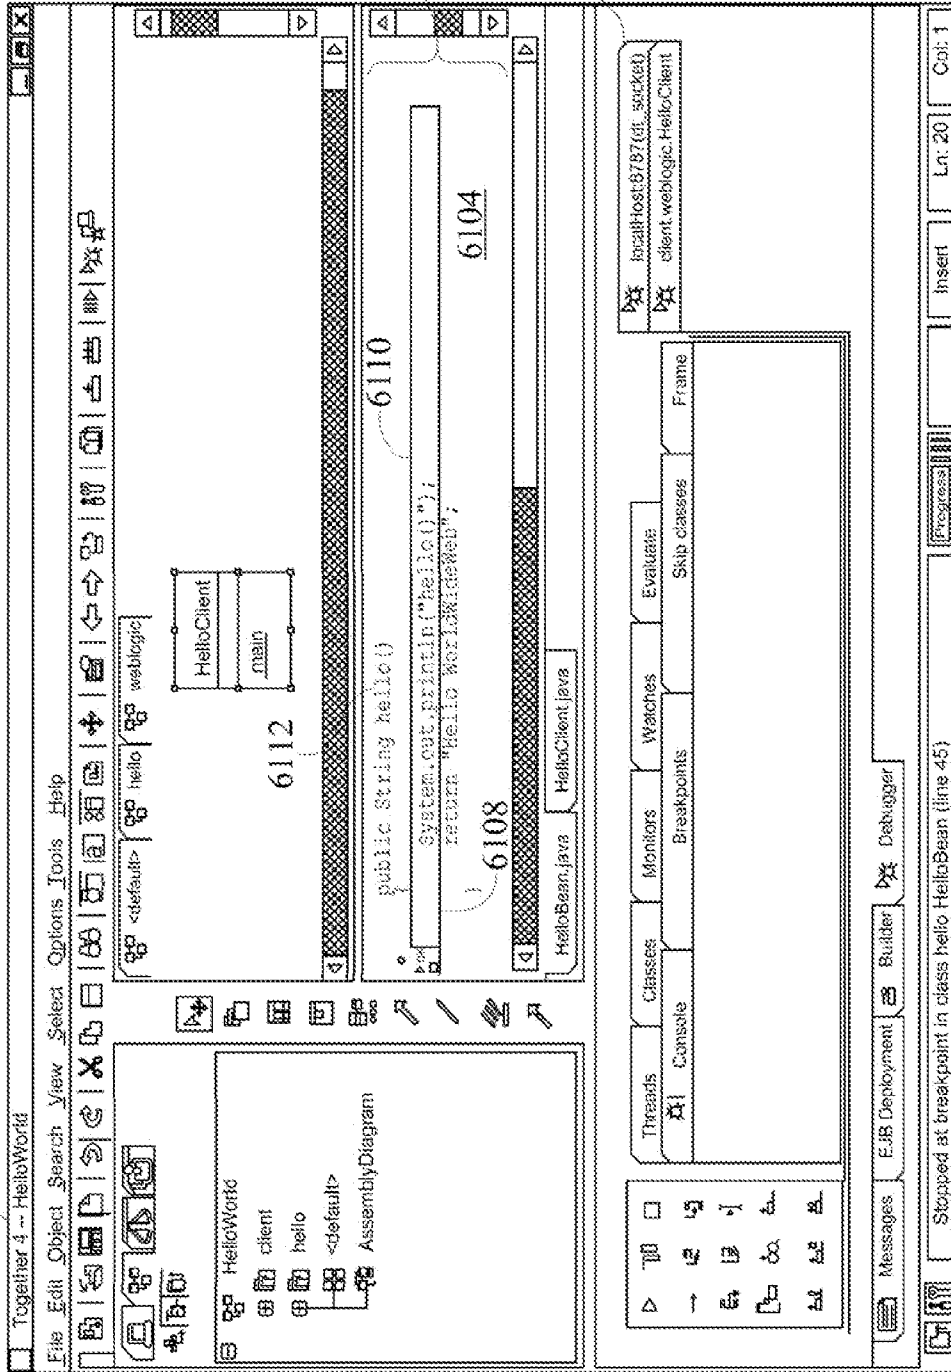 Together 4 -- HelloWorld
File Edit Object Search View Select Options Tools Help
<default> hello weblogic
HelloWorld
client
hello
<default>
AssemblyDiagram
HelloClient
main
6112
public String hello()
{
System.out.println("hello()");
return "Hello WorldWideWeb";
}
6110
6104
6108
HelloBean.java HelloClient.java
Threads Classes Monitors Watches Evaluate
Console Breakpoints Skip classes Frame
localHost:8787(dt_socket)
client.weblogic.HelloClient
Messages EJB Deployment Builder Debugger
Stopped at breakpoint in class hello HelloBean (line 45) Progress Insert Ln: 20 Col: 1